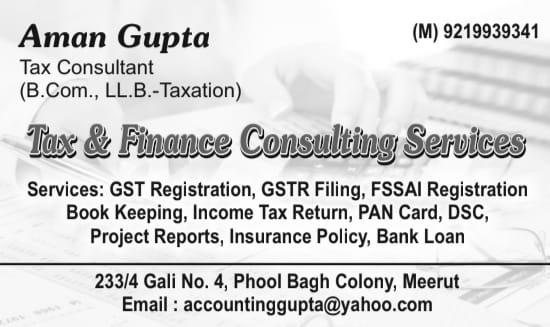 Aman Gupta
(M) 9219939341
Tax Consultant
(B.Com., LL.B.-Taxation)
Tax & Finance Consulting Services
Services: GST Registration, GSTR Filing, FSSAI Registration
Book Keeping, Income Tax Return, PAN Card, DSC,
Project Reports, Insurance Policy, Bank Loan
233/4 Gali No. 4, Phool Bagh Colony, Meerut
Email : accountinggupta@yahoo.com